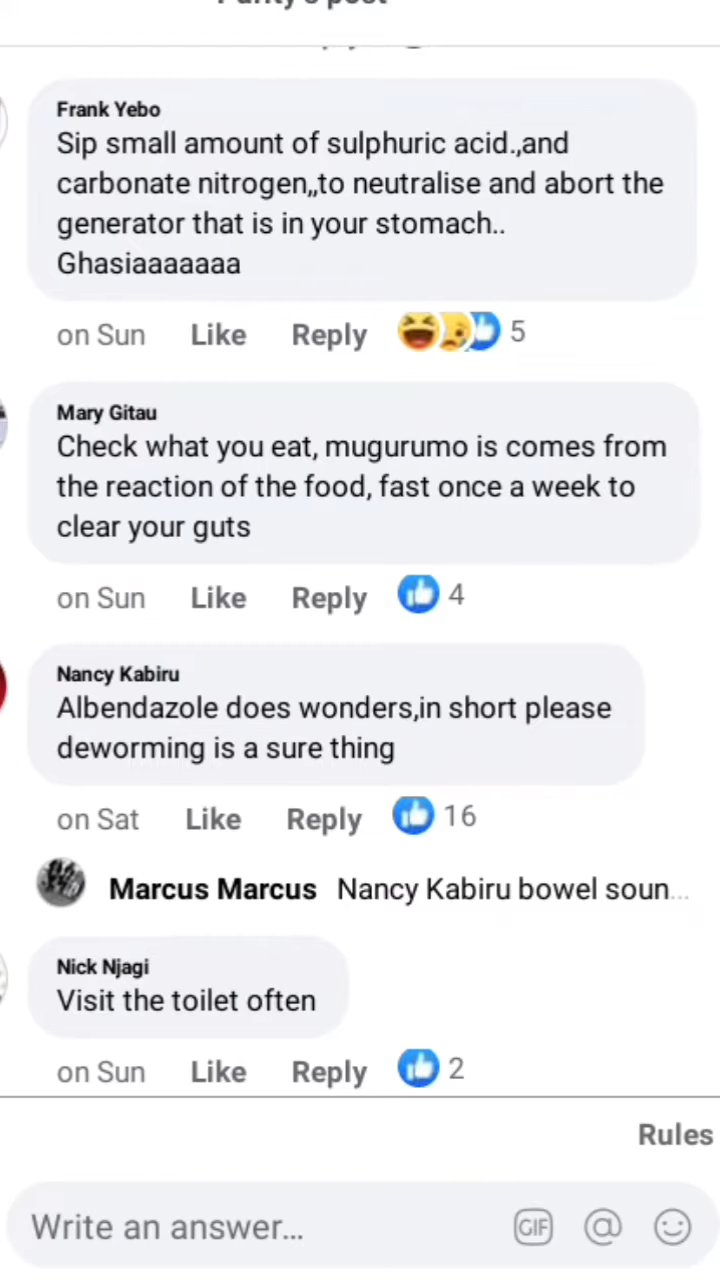 Frank Yebo
Sip small amount of sulphuric acid.,and
carbonate nitrogen,,to neutralise and abort the
generator that is in your stomach..
Ghasiaaaaaaa
on Sun Like Reply 5
Mary Gitau
Check what you eat, mugurumo is comes from
the reaction of the food, fast once a week to
clear your guts
on Sun Like Reply 4
Nancy Kabiru
Albendazole does wonders,in short please
deworming is a sure thing
on Sat Like Reply 16
Marcus Marcus Nancy Kabiru bowel soun...
Nick Njagi
Visit the toilet often
on Sun Like Reply 2
Rules
Write an answer... GIF @